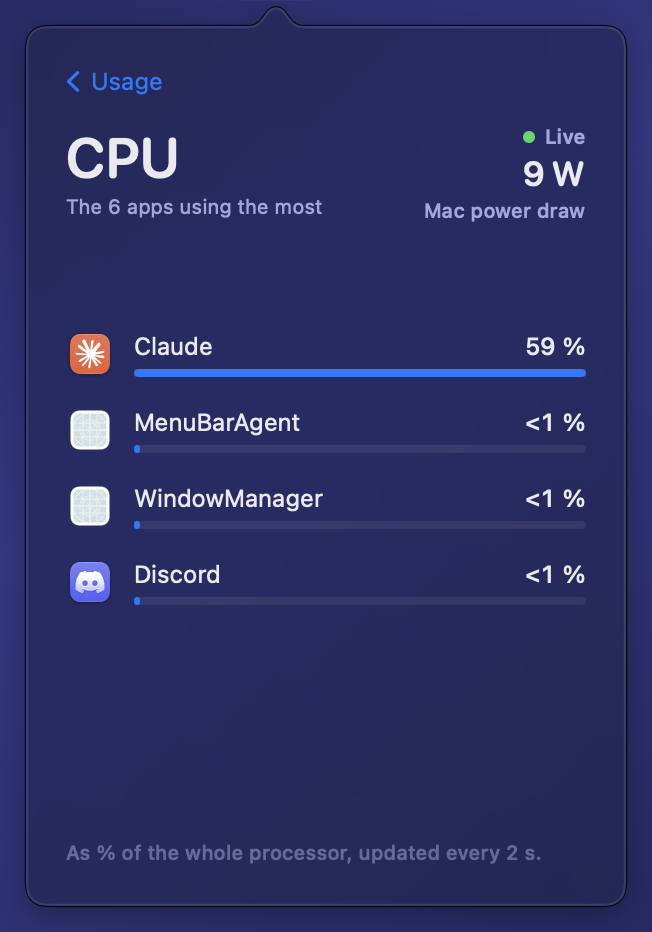 Usage
CPU
The 6 apps using the most
Live
9 W
Mac power draw
Claude
59 %
MenuBarAgent
<1 %
WindowManager
<1 %
Discord
<1 %
As % of the whole processor, updated every 2 s.